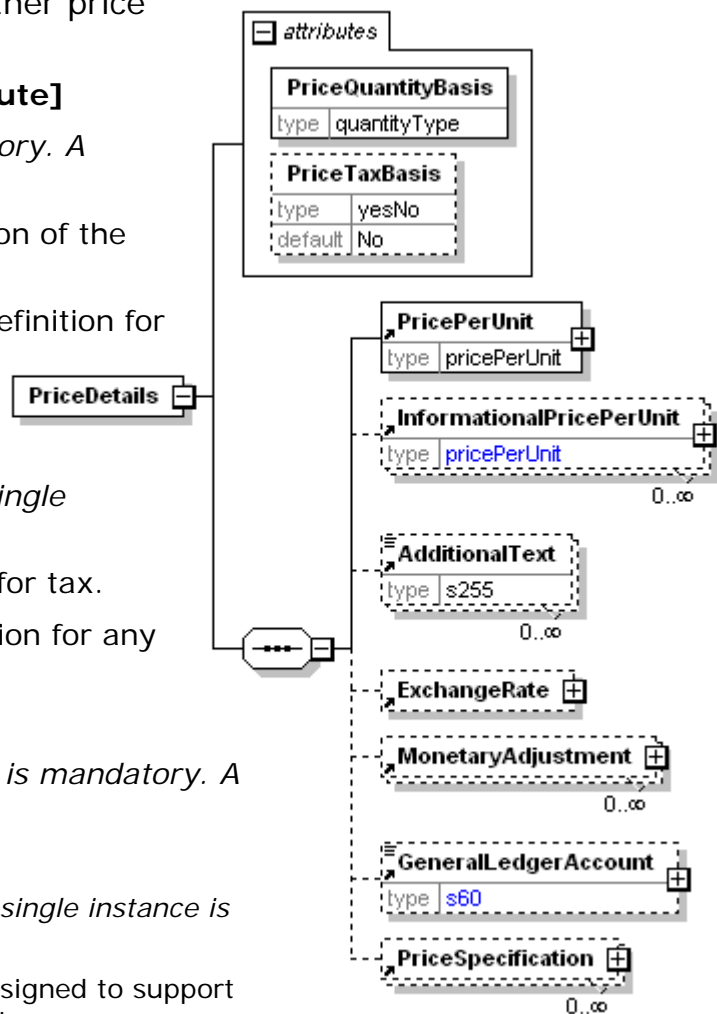 her price
ute]
ory. A
on of the
efinition for
ingle
for tax.
ion for any
is mandatory. A
single instance is
signed to support
attributes
PriceQuantityBasis
type quantityType
PriceTaxBasis
type yesNo
default No
PriceDetails
PricePerUnit
type pricePerUnit
InformationalPricePerUnit
type pricePerUnit
0..∞
AdditionalText
type s255
0..∞
ExchangeRate
MonetaryAdjustment
0..∞
GeneralLedgerAccount
type s60
PriceSpecification
0..∞